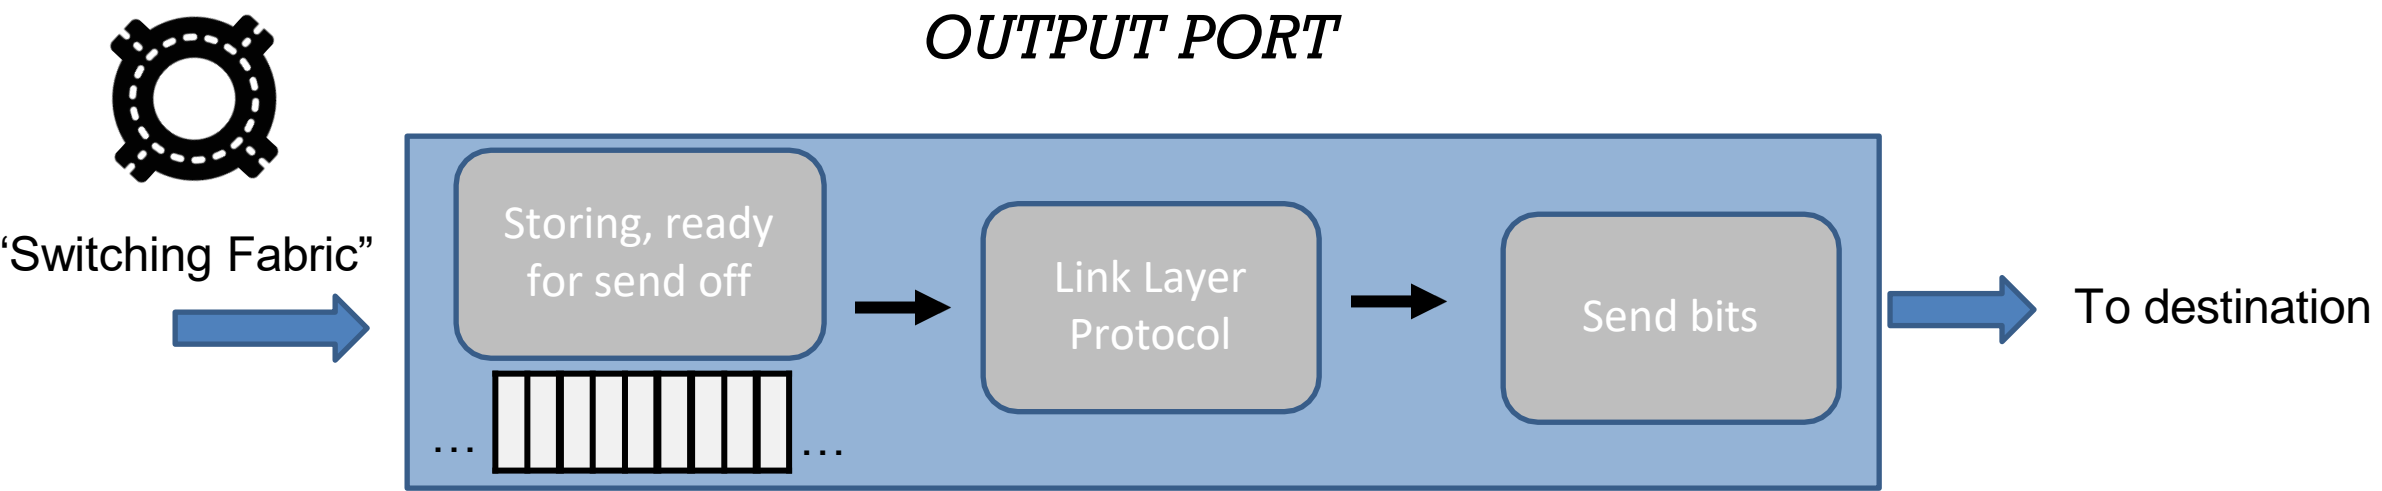 OUTPUT PORT
‘Switching Fabric”
Storing, ready
for send off
…
…
Link Layer
Protocol
Send bits
To destination